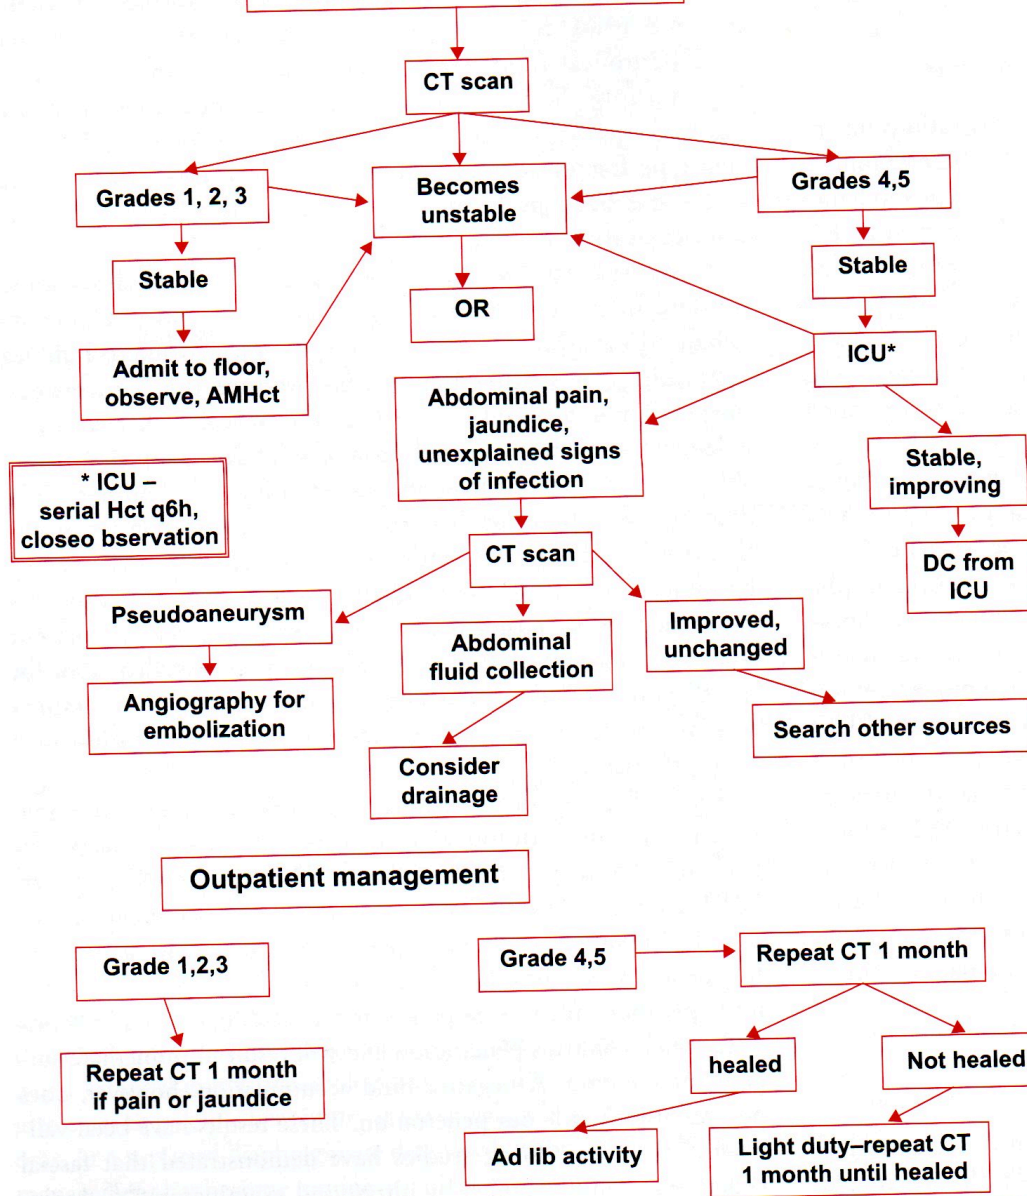 CT scan
Grades 1, 2, 3
Becomes
unstable
Grades 4,5
Stable
OR
Stable
Admit to floor,
observe, AMHct
ICU*
Abdominal pain,
jaundice,
unexplained signs
of infection
* ICU –
serial Hct q6h,
closeo bservation
Stable,
improving
CT scan
DC from
ICU
Pseudoaneurysm
Abdominal
fluid collection
Improved,
unchanged
Angiography for
embolization
Search other sources
Consider
drainage
Outpatient management
Grade 1,2,3
Grade 4,5
Repeat CT 1 month
Repeat CT 1 month
if pain or jaundice
healed
Not healed
Ad lib activity
Light duty–repeat CT
1 month until healed